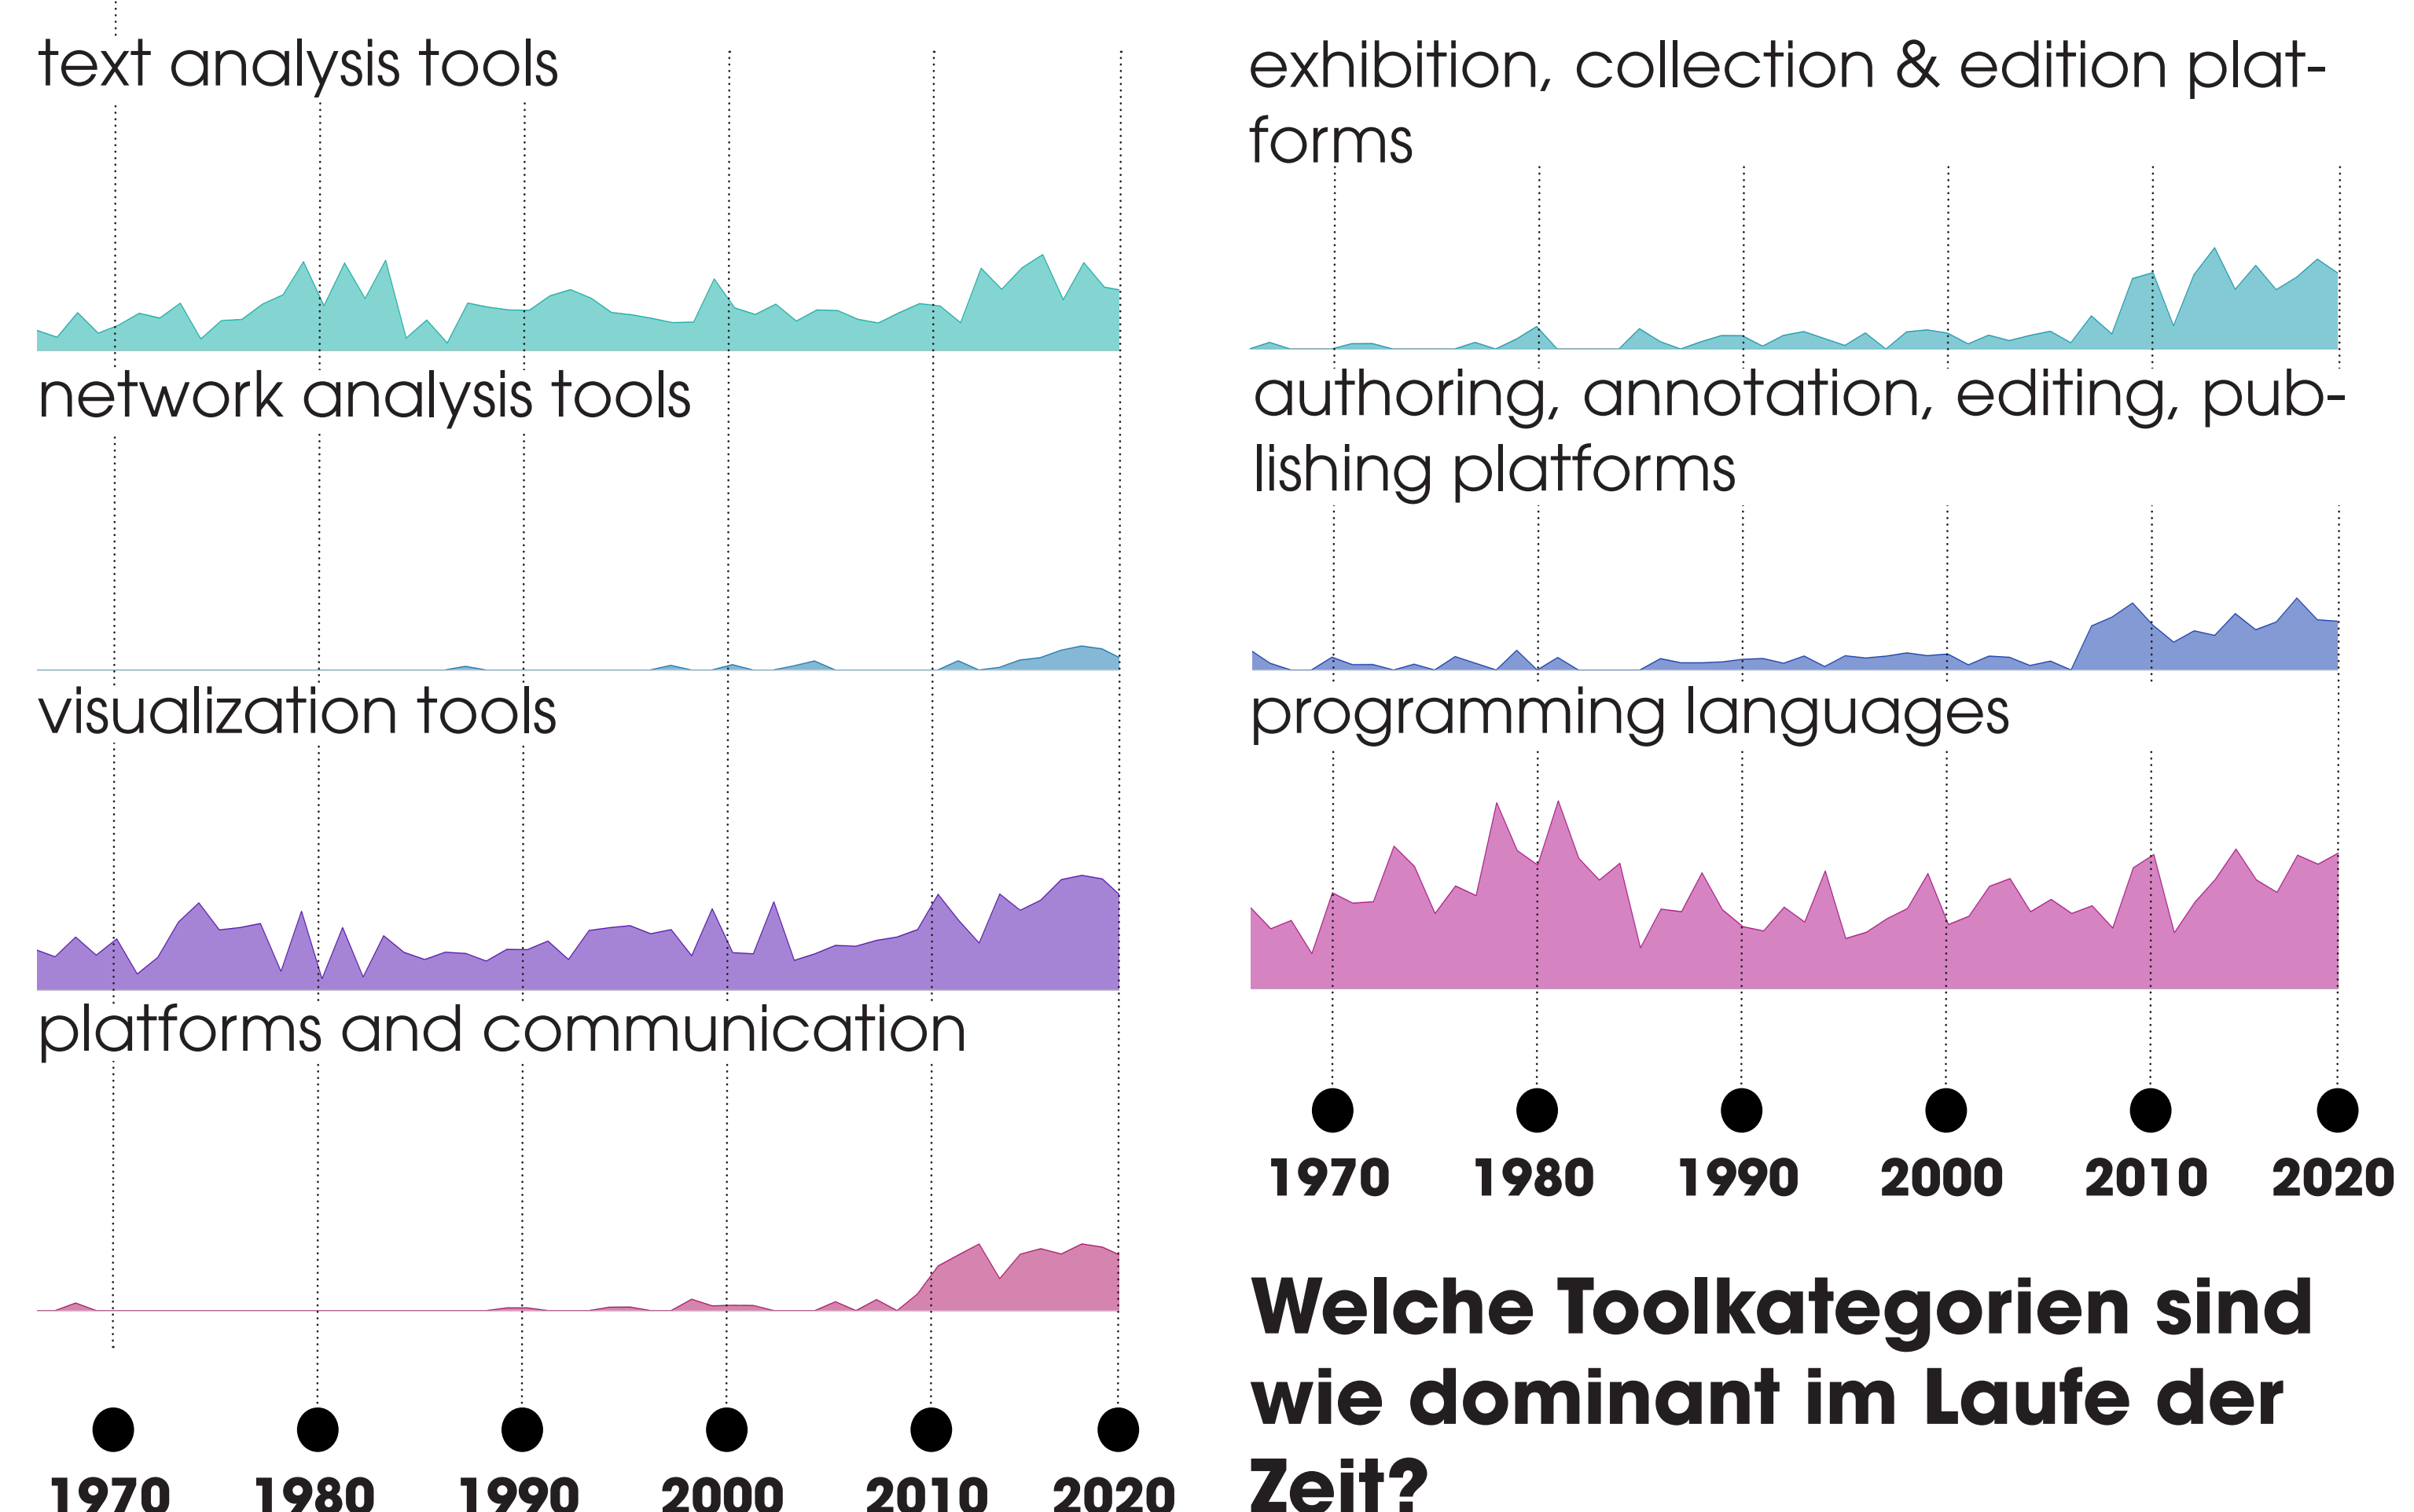 text analysis tools
network analysis tools
visualization tools
platforms and communication
1970 1980 1990 2000 2010 2020
exhibition, collection & edition plat-
forms
authoring, annotation, editing, pub-
lishing platforms
programming languages
1970 1980 1990 2000 2010 2020
Welche Toolkategorien sind
wie dominant im Laufe der
Zeit?